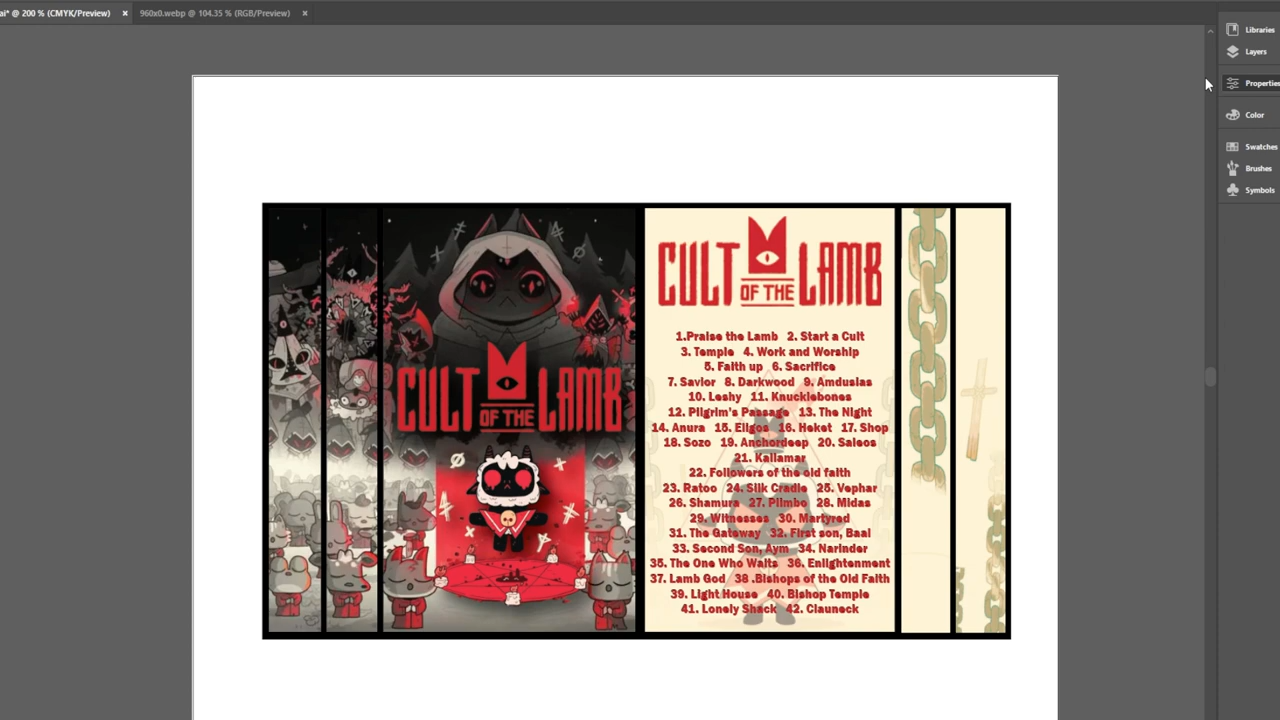 ai* @ 200 % (CMYK/Preview) × 960x0.webp @ 104.35 % (RGB/Preview) ×
Libraries
Layers
Properties
Color
Swatches
Brushes
Symbols
CULT OF THE LAMB
CULT OF THE LAMB
1.Praise the Lamb 2. Start a Cult
3. Temple 4. Work and Worship
5. Faith up 6. Sacrifice
7. Savior 8. Darkwood 9. Amdusias
10. Leshy 11. Knucklebones
12. Pilgrim's Passage 13. The Night
14. Anura 15. Eligos 16. Heket 17. Shop
18. Sozo 19. Anchordeep 20. Saleos
21. Kallamar
22. Followers of the old faith
23. Ratoo 24. Silk Cradle 25. Vephar
26. Shamura 27. Plimbo 28. Midas
29. Witnesses 30. Martyred
31. The Gateway 32. First son, Baal
33. Second Son, Aym 34. Narinder
35. The One Who Waits 36. Enlightenment
37. Lamb God 38 .Bishops of the Old Faith
39. Light House 40. Bishop Temple
41. Lonely Shack 42. Clauneck